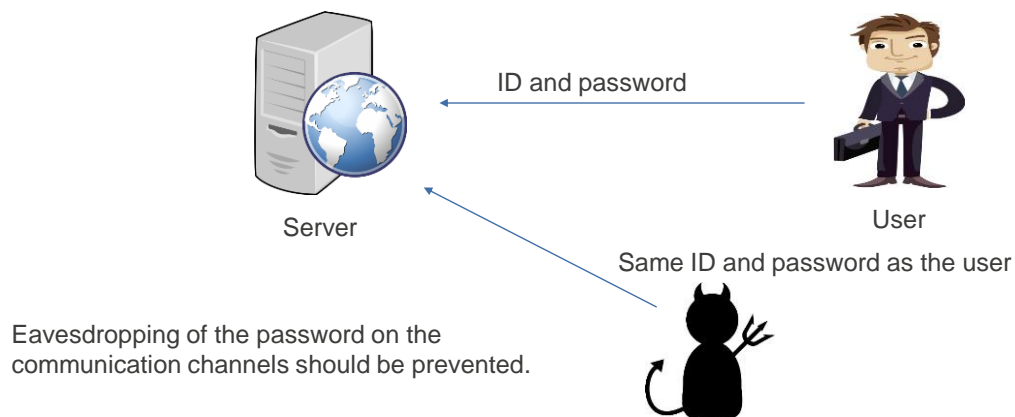 ID and password
Server
User
Same ID and password as the user
Eavesdropping of the password on the
communication channels should be prevented.